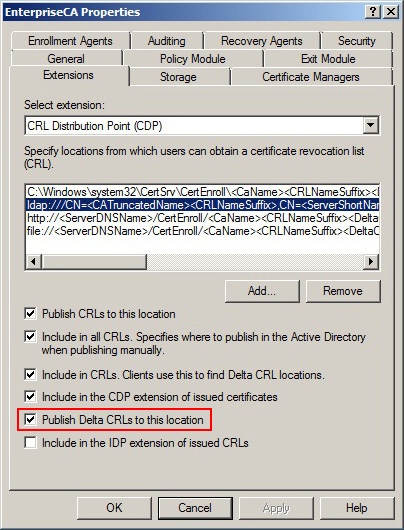 EnterpriseCA Properties
Enrollment Agents Auditing Recovery Agents Security
General Policy Module Exit Module
Extensions Storage Certificate Managers
Select extension:
CRL Distribution Point (CDP)
Specify locations from which users can obtain a certificate revocation list
(CRL).
C:\Windows\system32\CertSrv\CertEnroll\<CaName><CRLNameSuffix><D
ldap:///CN=<CATruncatedName><CRLNameSuffix>,CN=<ServerShortName
http://<ServerDNSName>/CertEnroll/<CaName><CRLNameSuffix><Delta
file://<ServerDNSName>/CertEnroll/<CaName><CRLNameSuffix><DeltaC
Add... Remove
Publish CRLs to this location
Include in all CRLs. Specifies where to publish in the Active Directory
when publishing manually.
Include in CRLs. Clients use this to find Delta CRL locations.
Include in the CDP extension of issued certificates
Publish Delta CRLs to this location
Include in the IDP extension of issued CRLs
OK Cancel Apply Help